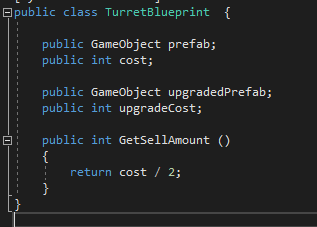 public class TurretBlueprint  {
public GameObject prefab;
public int cost;
public GameObject upgradedPrefab;
public int upgradeCost;
public int GetSellAmount ()
{
return cost / 2;
}
}